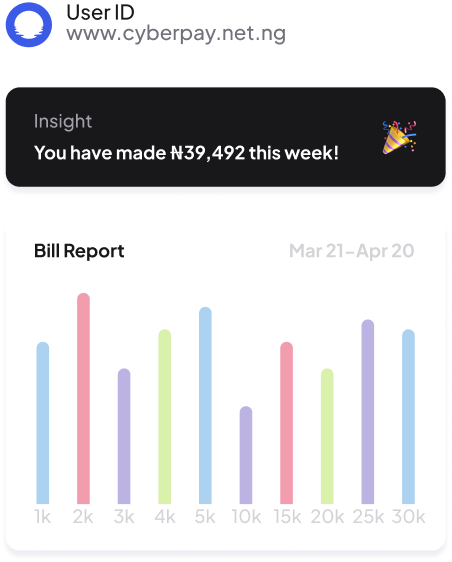 User ID
www.cyberpay.net.ng
Insight
You have made ₦39,492 this week!
Bill Report
Mar 21-Apr 20
1k 2k 3k 4k 5k 10k 15k 20k 25k 30k